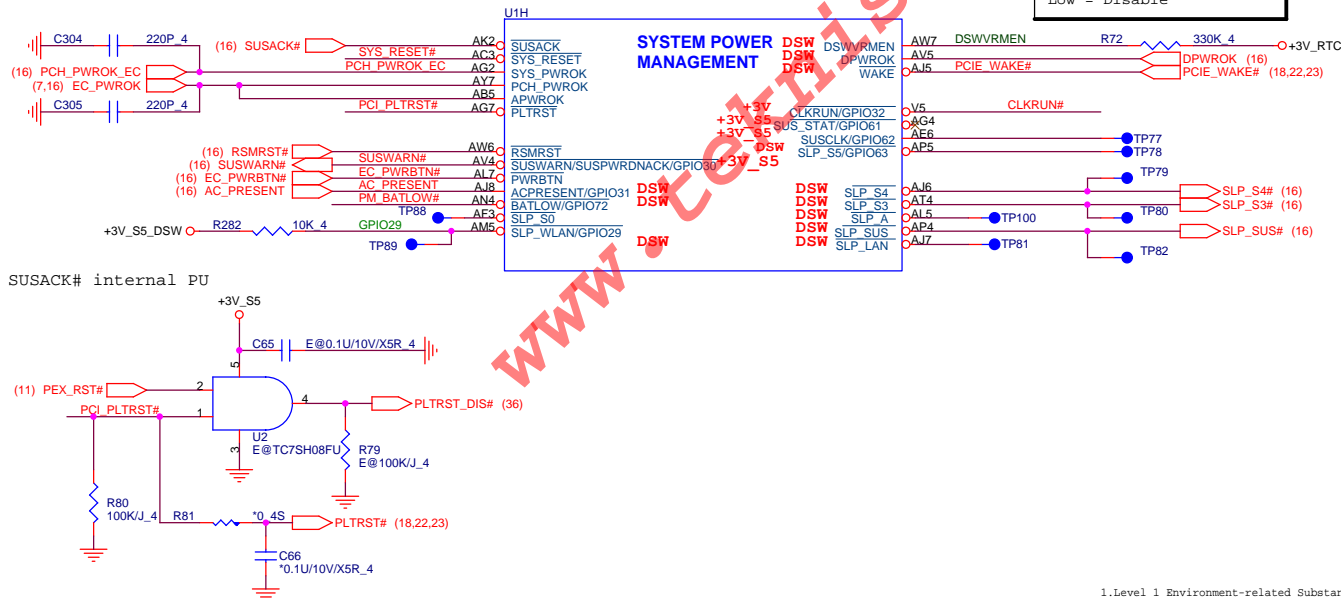 Low = Disable
U1H
SYSTEM POWER
MANAGEMENT
C304 220P_4
(16) SUSACK#
SYS_RESET#
(16) PCH_PWROK_EC
PCH_PWROK_EC
(7,16) EC_PWROK
C305 220P_4
PCI_PLTRST#
AK2 SUSACK
AC3 SYS_RESET
AG2 SYS_PWROK
AY7 PCH_PWROK
AB5 APWROK
AG7 PLTRST
DSW DSWVRMEN AW7 DSWVRMEN R72 330K_4 +3V_RTC
DSW DPWROK AV5 DPWROK (16)
DSW WAKE AJ5 PCIE_WAKE# PCIE_WAKE# (18,22,23)
+3V CLKRUN/GPIO32 V5 CLKRUN#
+3V_S5 SUS_STAT/GPIO61 AG4
+3V_S5 SUSCLK/GPIO62 AE6 TP77
DSW SLP_S5/GPIO63 AP5 TP78
(16) RSMRST# AW6 RSMRST
(16) SUSWARN# SUSWARN# AV4 SUSWARN/SUSPWRDNACK/GPIO30 +3V_S5
(16) EC_PWRBTN# EC_PWRBTN# AL7 PWRBTN
(16) AC_PRESENT AC_PRESENT AJ8 ACPRESENT/GPIO31 DSW
PM_BATLOW# AN4 BATLOW/GPIO72 DSW
TP88 AF3 SLP_S0
+3V_S5_DSW R282 10K_4 GPIO29 AM5 SLP_WLAN/GPIO29 DSW
TP89
TP79
DSW SLP_S4 AJ6 SLP_S4# (16)
DSW SLP_S3 AT4 SLP_S3# (16)
DSW SLP_A AL5 TP100 TP80
DSW SLP_SUS AP4 SLP_SUS# (16)
DSW SLP_LAN AJ7 TP81
TP82
SUSACK# internal PU
+3V_S5
C65 E@0.1U/10V/X5R_4
5
(11) PEX_RST# 2
PCI_PLTRST# 1
4 PLTRST_DIS# (36)
3
U2
E@TC7SH08FU
R79
E@100K/J_4
R80
100K/J_4
R81 *0_4S PLTRST# (18,22,23)
C66
*0.1U/10V/X5R_4
1.Level 1 Environment-related Substan